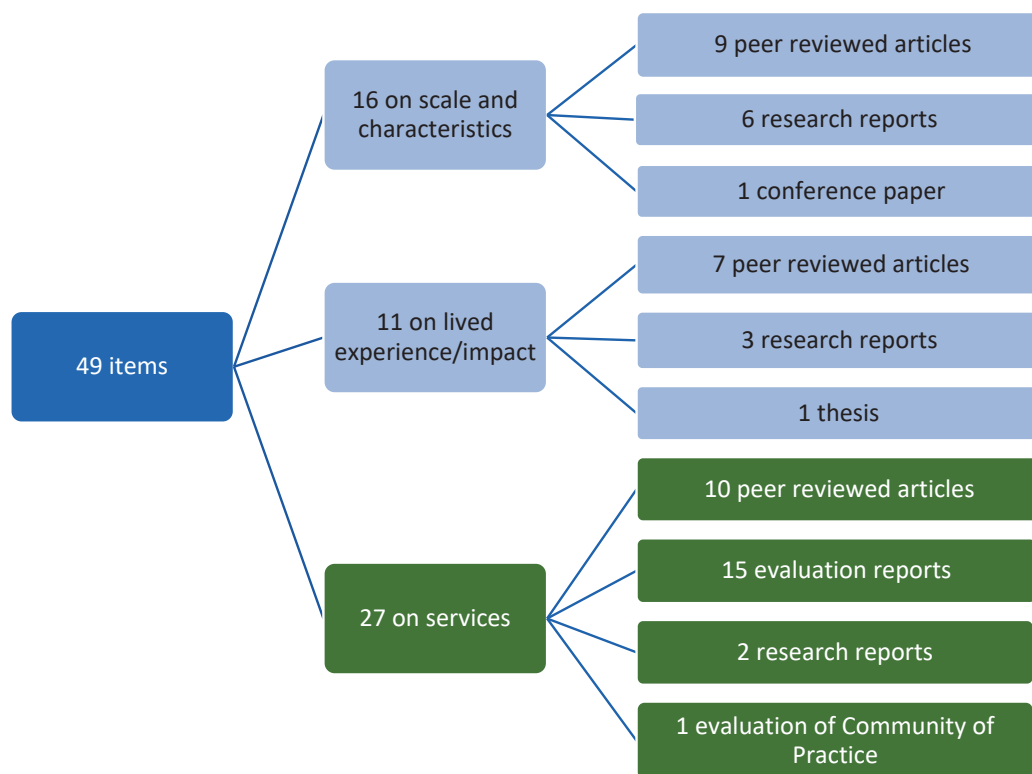 49 items
16 on scale and
characteristics
9 peer reviewed articles
6 research reports
1 conference paper
11 on lived
experience/impact
7 peer reviewed articles
3 research reports
1 thesis
27 on services
10 peer reviewed articles
15 evaluation reports
2 research reports
1 evaluation of Community of
Practice